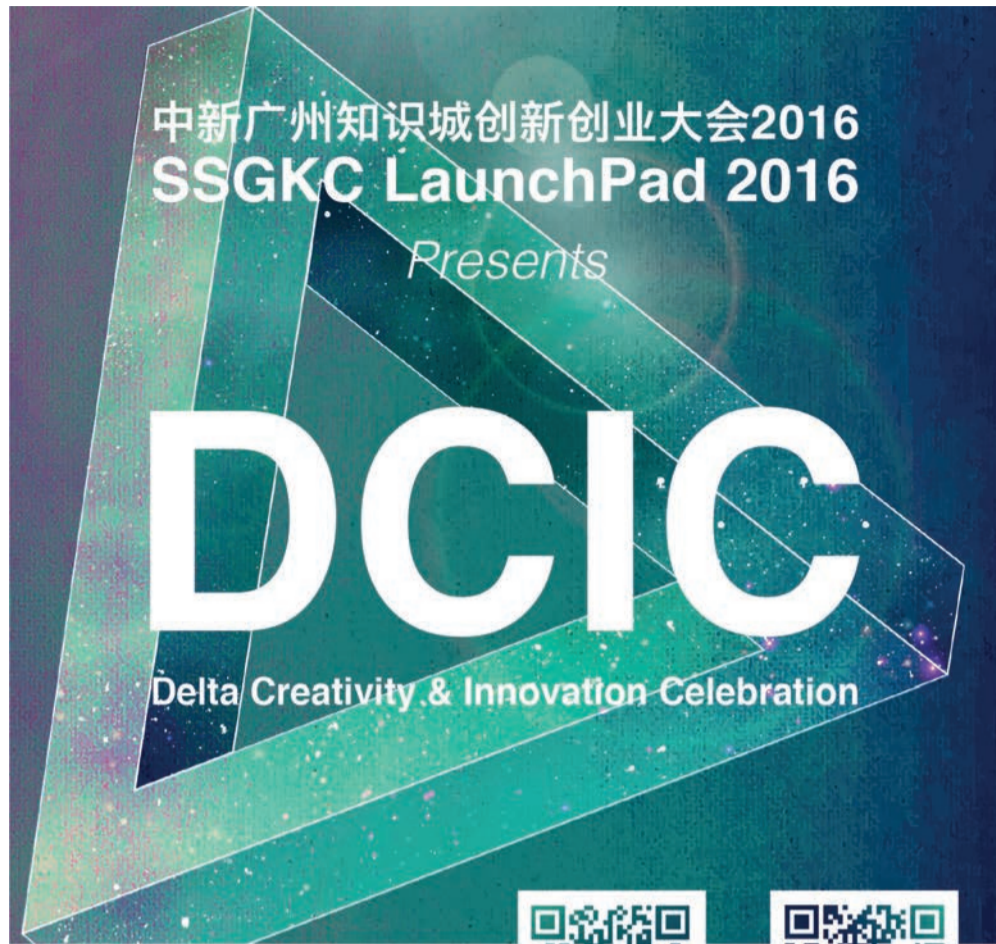 中新广州知识城创新创业大会2016
SSGKC LaunchPad 2016
Presents
DCIC
Delta Creativity & Innovation Celebration